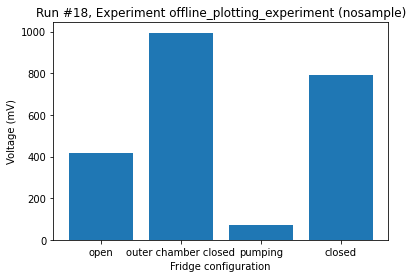 Run #18, Experiment offline_plotting_experiment (nosample)
1000
800
600
400
200
0
Voltage (mV)
open outer chamber closed pumping closed
Fridge configuration